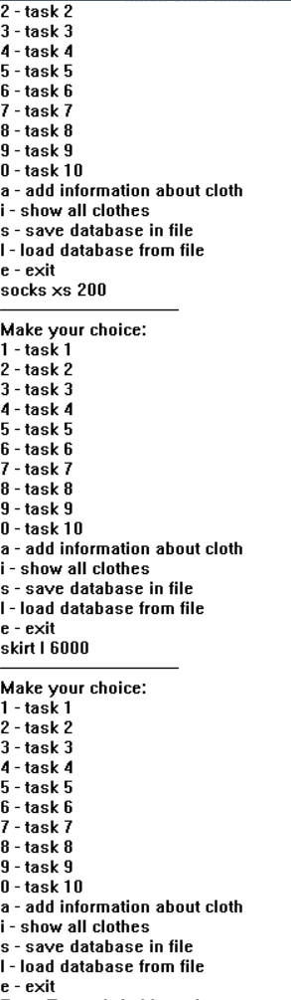 2 - task 2
3 - task 3
4 - task 4
5 - task 5
6 - task 6
7 - task 7
8 - task 8
9 - task 9
0 - task 10
a - add information about cloth
i - show all clothes
s - save database in file
l - load database from file
e - exit
socks xs 200
Make your choice:
1 - task 1
2 - task 2
3 - task 3
4 - task 4
5 - task 5
6 - task 6
7 - task 7
8 - task 8
9 - task 9
0 - task 10
a - add information about cloth
i - show all clothes
s - save database in file
l - load database from file
e - exit
skirt l 6000
Make your choice:
1 - task 1
2 - task 2
3 - task 3
4 - task 4
5 - task 5
6 - task 6
7 - task 7
8 - task 8
9 - task 9
0 - task 10
a - add information about cloth
i - show all clothes
s - save database in file
l - load database from file
e - exit